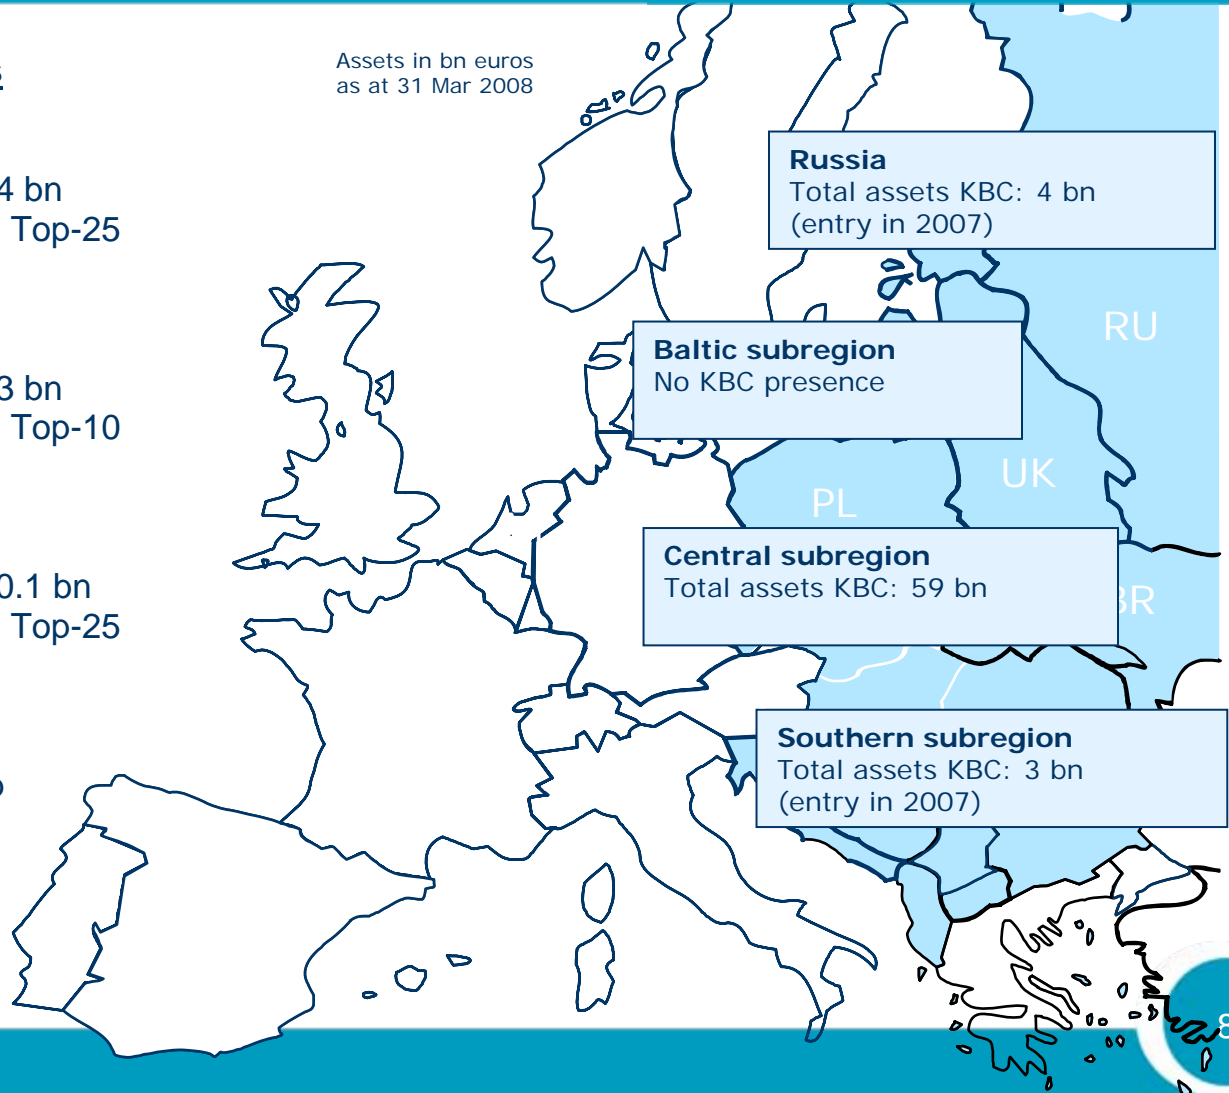 Assets in bn euros
as at 31 Mar 2008
4 bn
Top-25
3 bn
Top-10
0.1 bn
Top-25
Russia
Total assets KBC: 4 bn
(entry in 2007)
RU
Baltic subregion
No KBC presence
UK
PL
Central subregion
Total assets KBC: 59 bn
BR
Southern subregion
Total assets KBC: 3 bn
(entry in 2007)
8